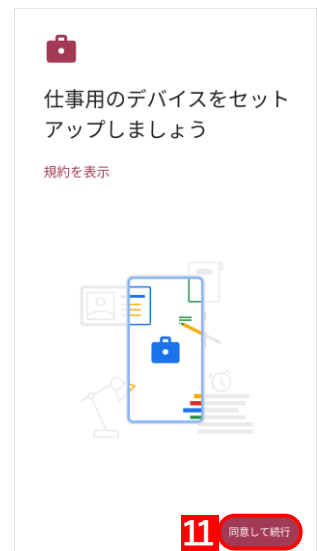 仕事用のデバイスをセット
アップしましょう
規約を表示
11 同意して続行